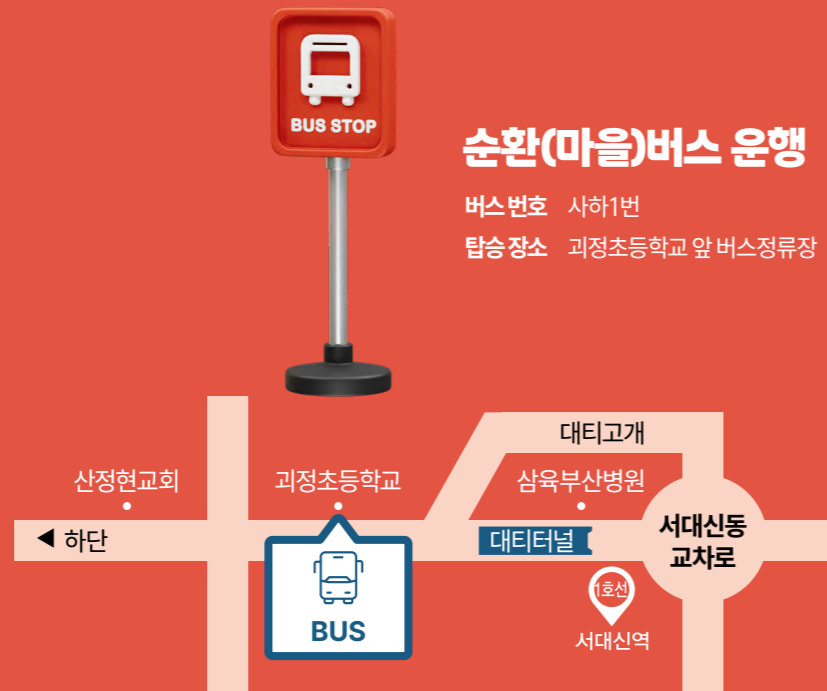 BUS STOP
순환(마을)버스 운행
버스 번호 사하1번
탑승 장소 괴정초등학교 앞 버스정류장
대티고개
산정현교회
괴정초등학교
삼육부산병원
◀ 하단
대티터널
서대신동
교차로
BUS
1호선
서대신역